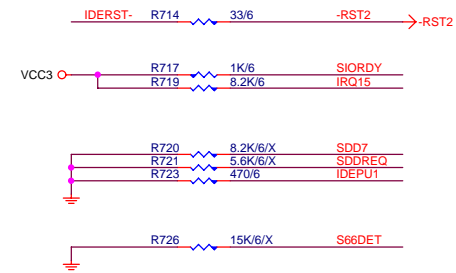 IDERST- R714 33/6 -RST2 -RST2
R717 1K/6 SIORDY
VCC3
R719 8.2K/6 IRQ15
R720 8.2K/6/X SDD7
R721 5.6K/6/X SDDREQ
R723 470/6 IDEPU1
R726 15K/6/X S66DET